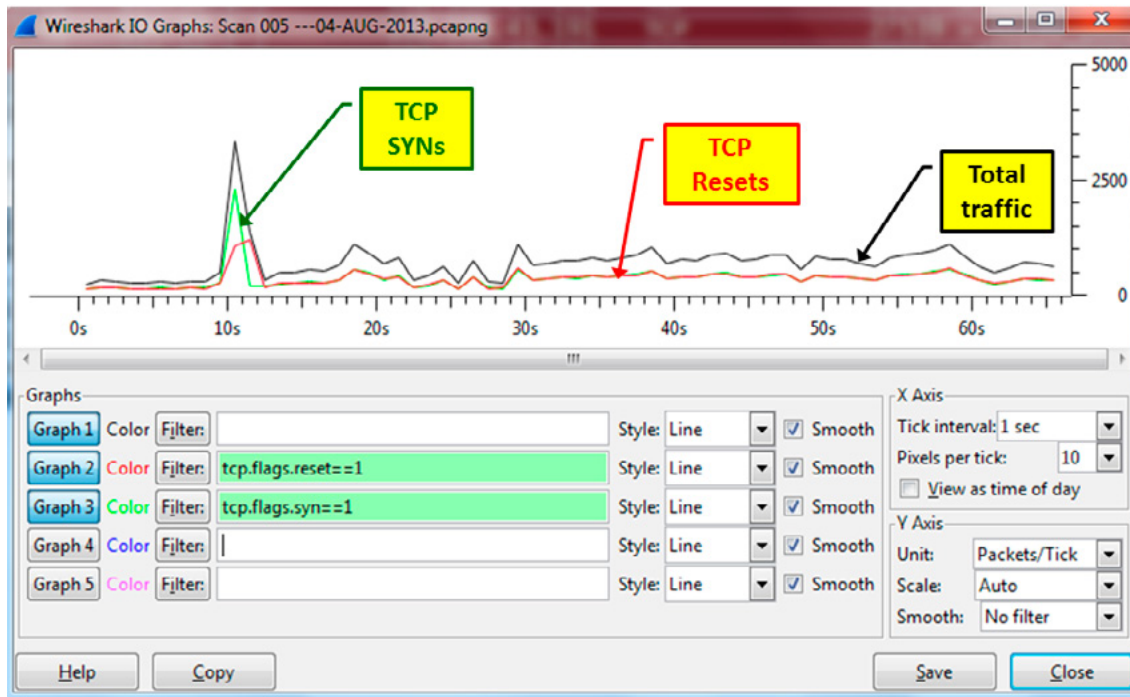 Wireshark IO Graphs: Scan 005 ---04-AUG-2013.pcapng
5000
TCP
SYNs
TCP
Resets
2500
Total
traffic
0
0s 10s 20s 30s 40s 50s 60s
Graphs
Graph 1 Color Filter: Style: Line Smooth
Graph 2 Color Filter: tcp.flags.reset==1 Style: Line Smooth
Graph 3 Color Filter: tcp.flags.syn==1 Style: Line Smooth
Graph 4 Color Filter: Style: Line Smooth
Graph 5 Color Filter: Style: Line Smooth
X Axis
Tick interval: 1 sec
Pixels per tick: 10
View as time of day
Y Axis
Unit: Packets/Tick
Scale: Auto
Smooth: No filter
Help Copy Save Close